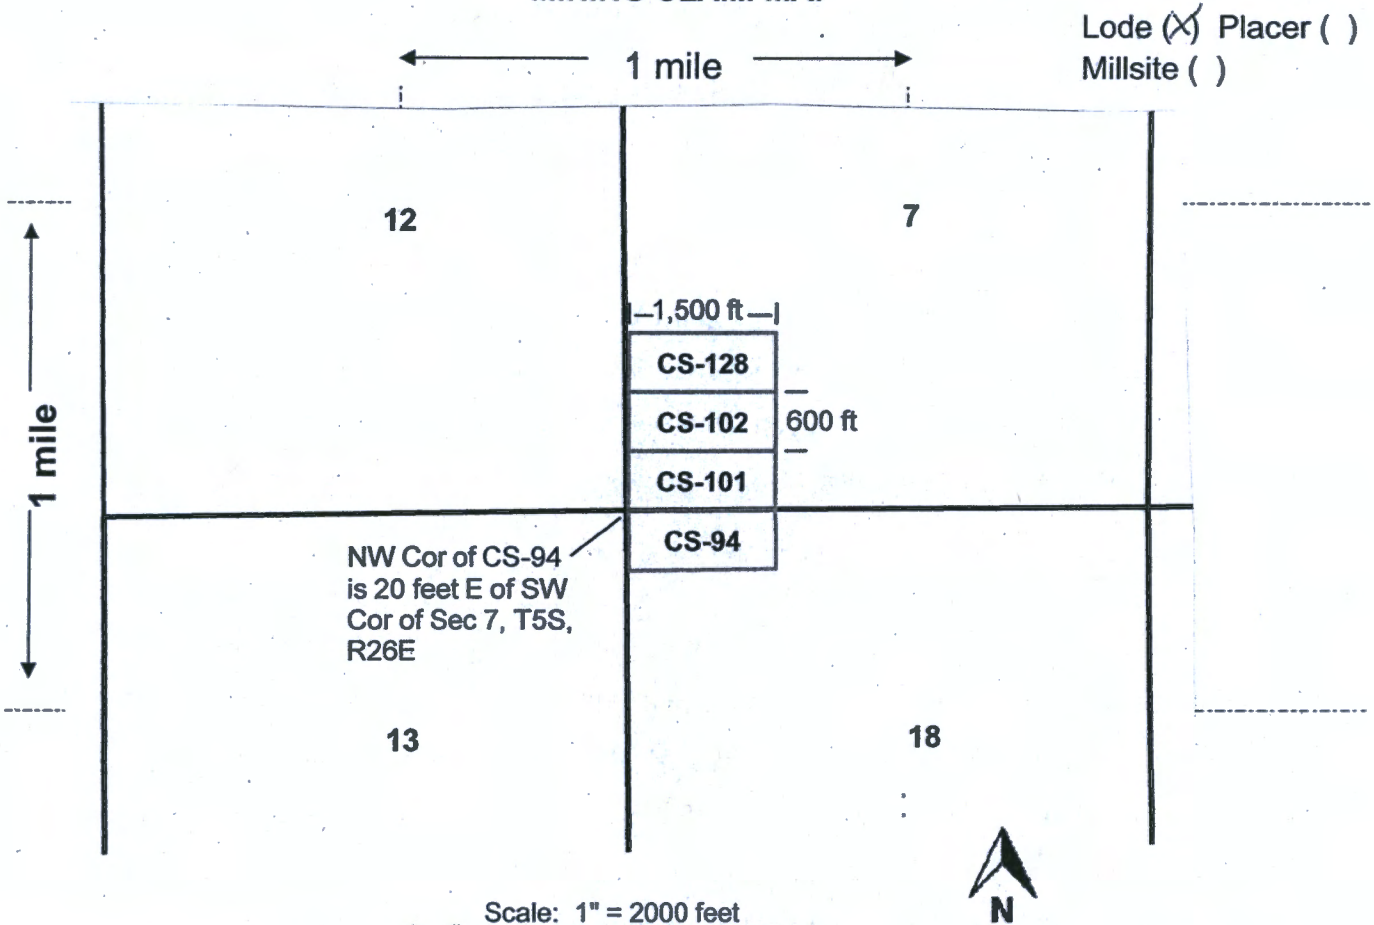 Lode (X) Placer ( )
Millsite ( )
1 mile
12
7
1,500 ft
CS-128
CS-102
600 ft
CS-101
CS-94
1 mile
NW Cor of CS-94
is 20 feet E of SW
Cor of Sec 7, T5S,
R26E
13
18
N
Scale: 1" = 2000 feet